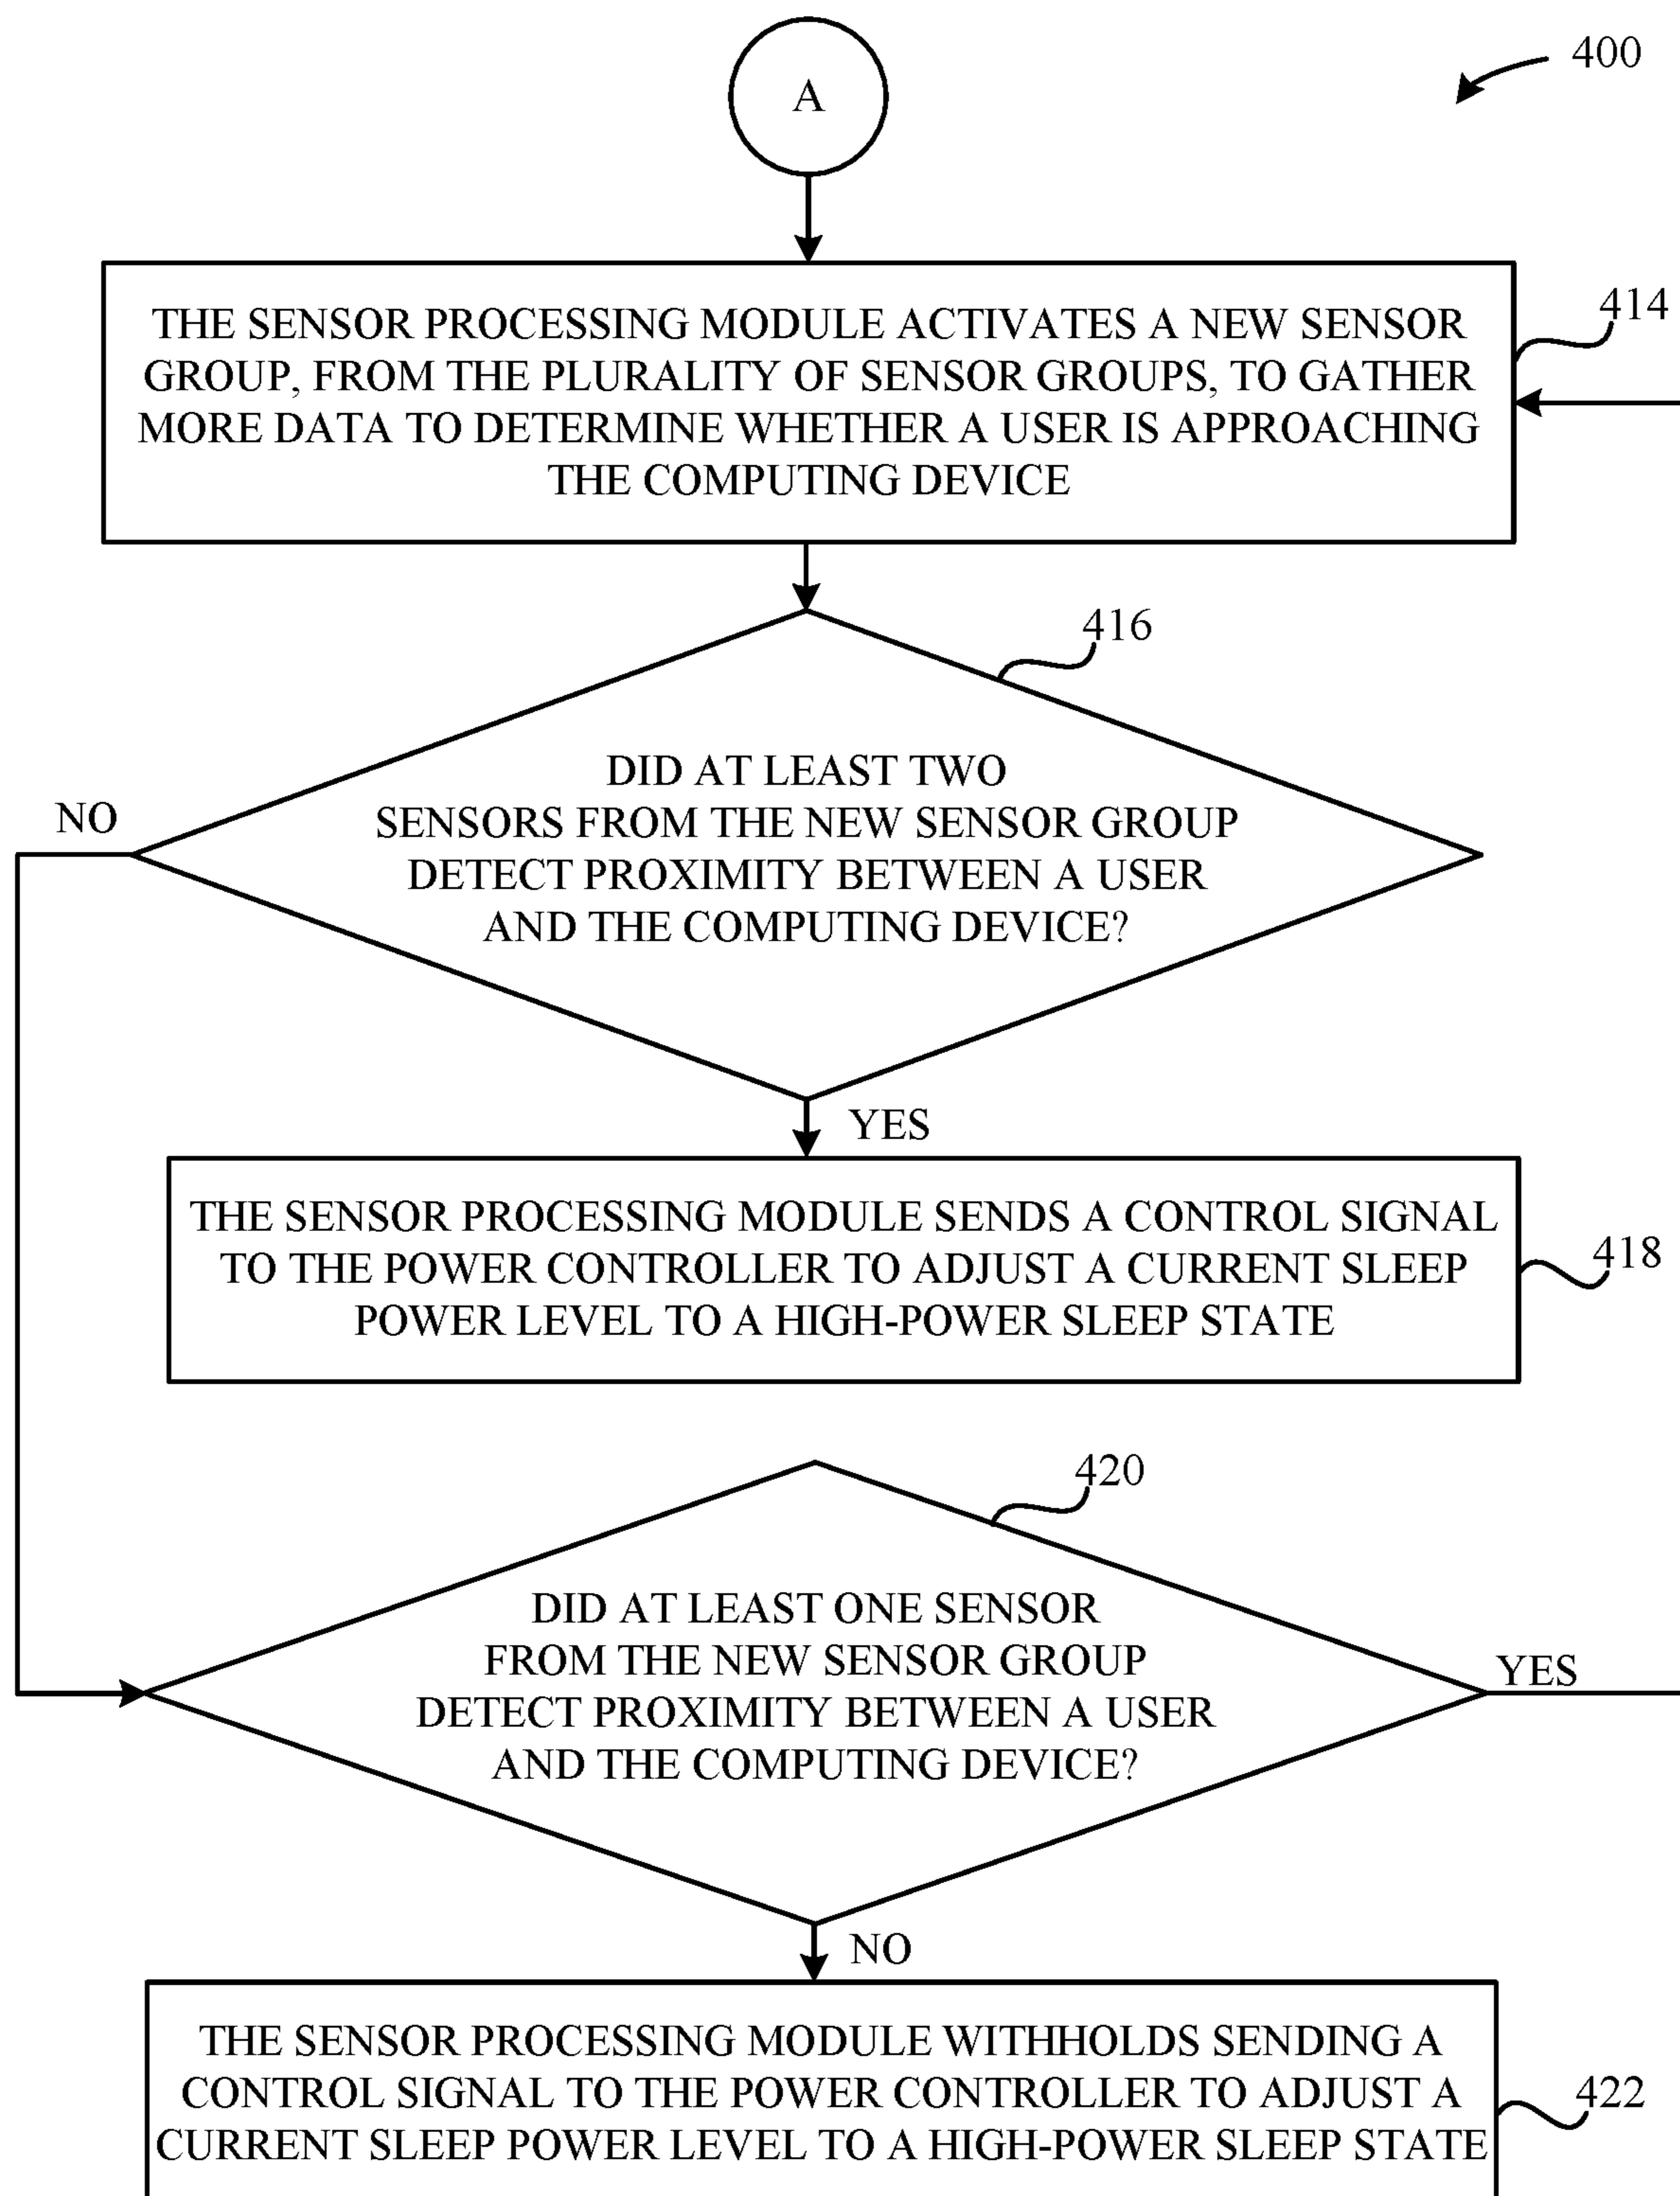 A
400
THE SENSOR PROCESSING MODULE ACTIVATES A NEW SENSOR
GROUP, FROM THE PLURALITY OF SENSOR GROUPS, TO GATHER
MORE DATA TO DETERMINE WHETHER A USER IS APPROACHING
THE COMPUTING DEVICE
414
416
DID AT LEAST TWO
SENSORS FROM THE NEW SENSOR GROUP
DETECT PROXIMITY BETWEEN A USER
AND THE COMPUTING DEVICE?
NO
YES
THE SENSOR PROCESSING MODULE SENDS A CONTROL SIGNAL
TO THE POWER CONTROLLER TO ADJUST A CURRENT SLEEP
POWER LEVEL TO A HIGH-POWER SLEEP STATE
418
420
DID AT LEAST ONE SENSOR
FROM THE NEW SENSOR GROUP
DETECT PROXIMITY BETWEEN A USER
AND THE COMPUTING DEVICE?
YES
NO
THE SENSOR PROCESSING MODULE WITHHOLDS SENDING A
CONTROL SIGNAL TO THE POWER CONTROLLER TO ADJUST A
CURRENT SLEEP POWER LEVEL TO A HIGH-POWER SLEEP STATE
422